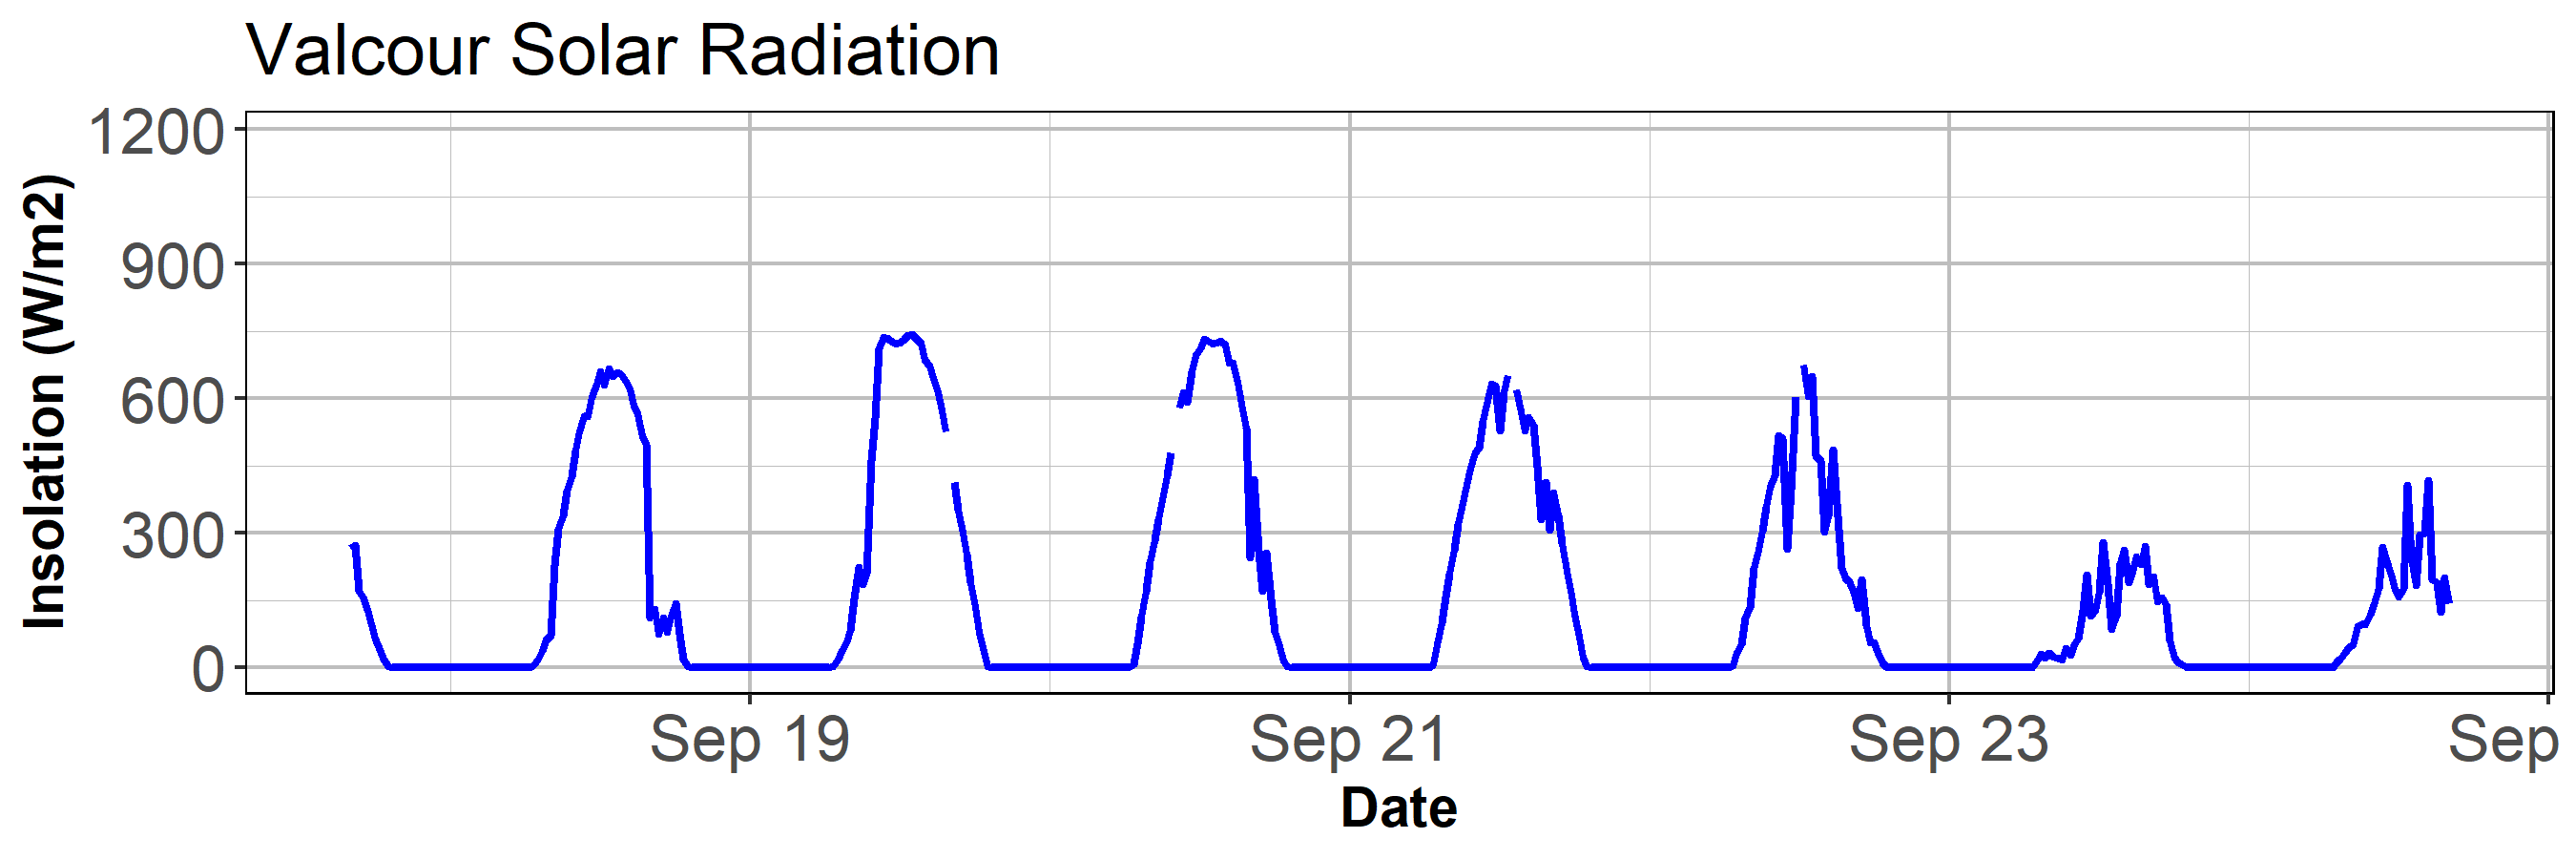 Valcour Solar Radiation
1200
900
600
300
0
Insolation (W/m2)
Sep 19
Sep 21
Sep 23
Sep
Date